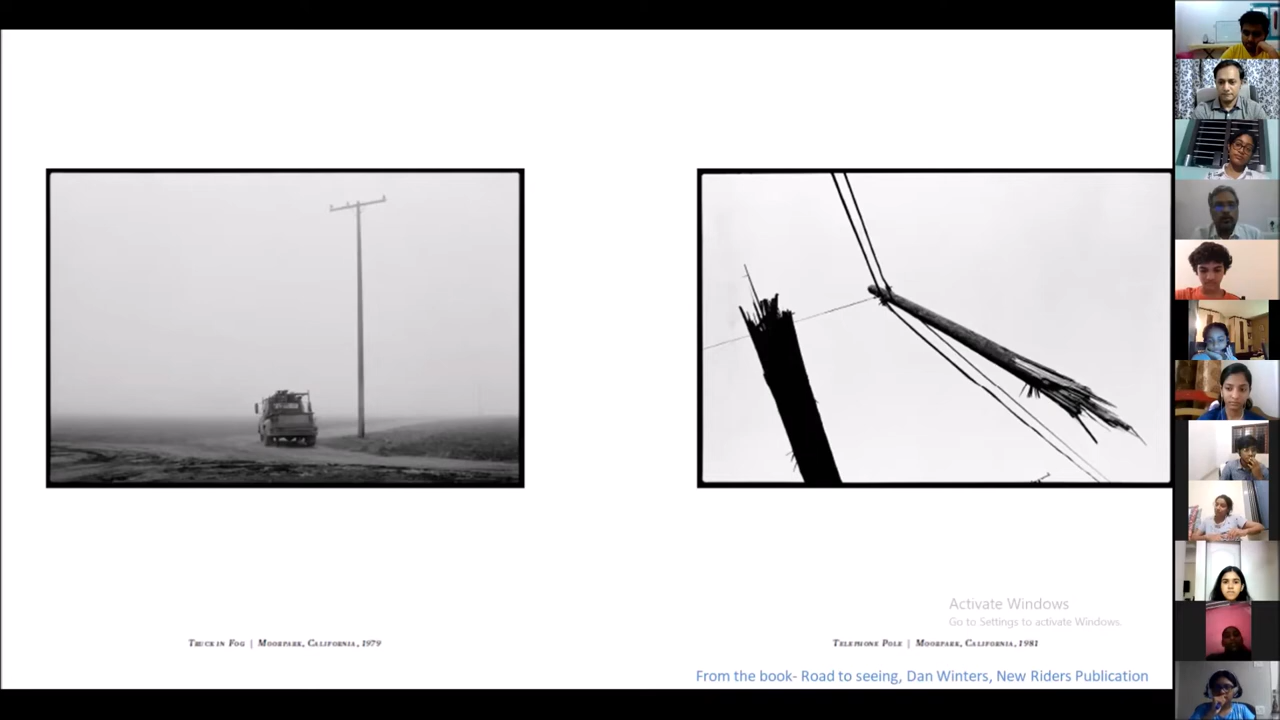 Activate Windows
Go to Settings to activate Windows.
TRUCK IN FOG | MOORPARK, CALIFORNIA, 1979
TELEPHONE POLE | MOORPARK, CALIFORNIA, 1981
From the book- Road to seeing, Dan Winters, New Riders Publication